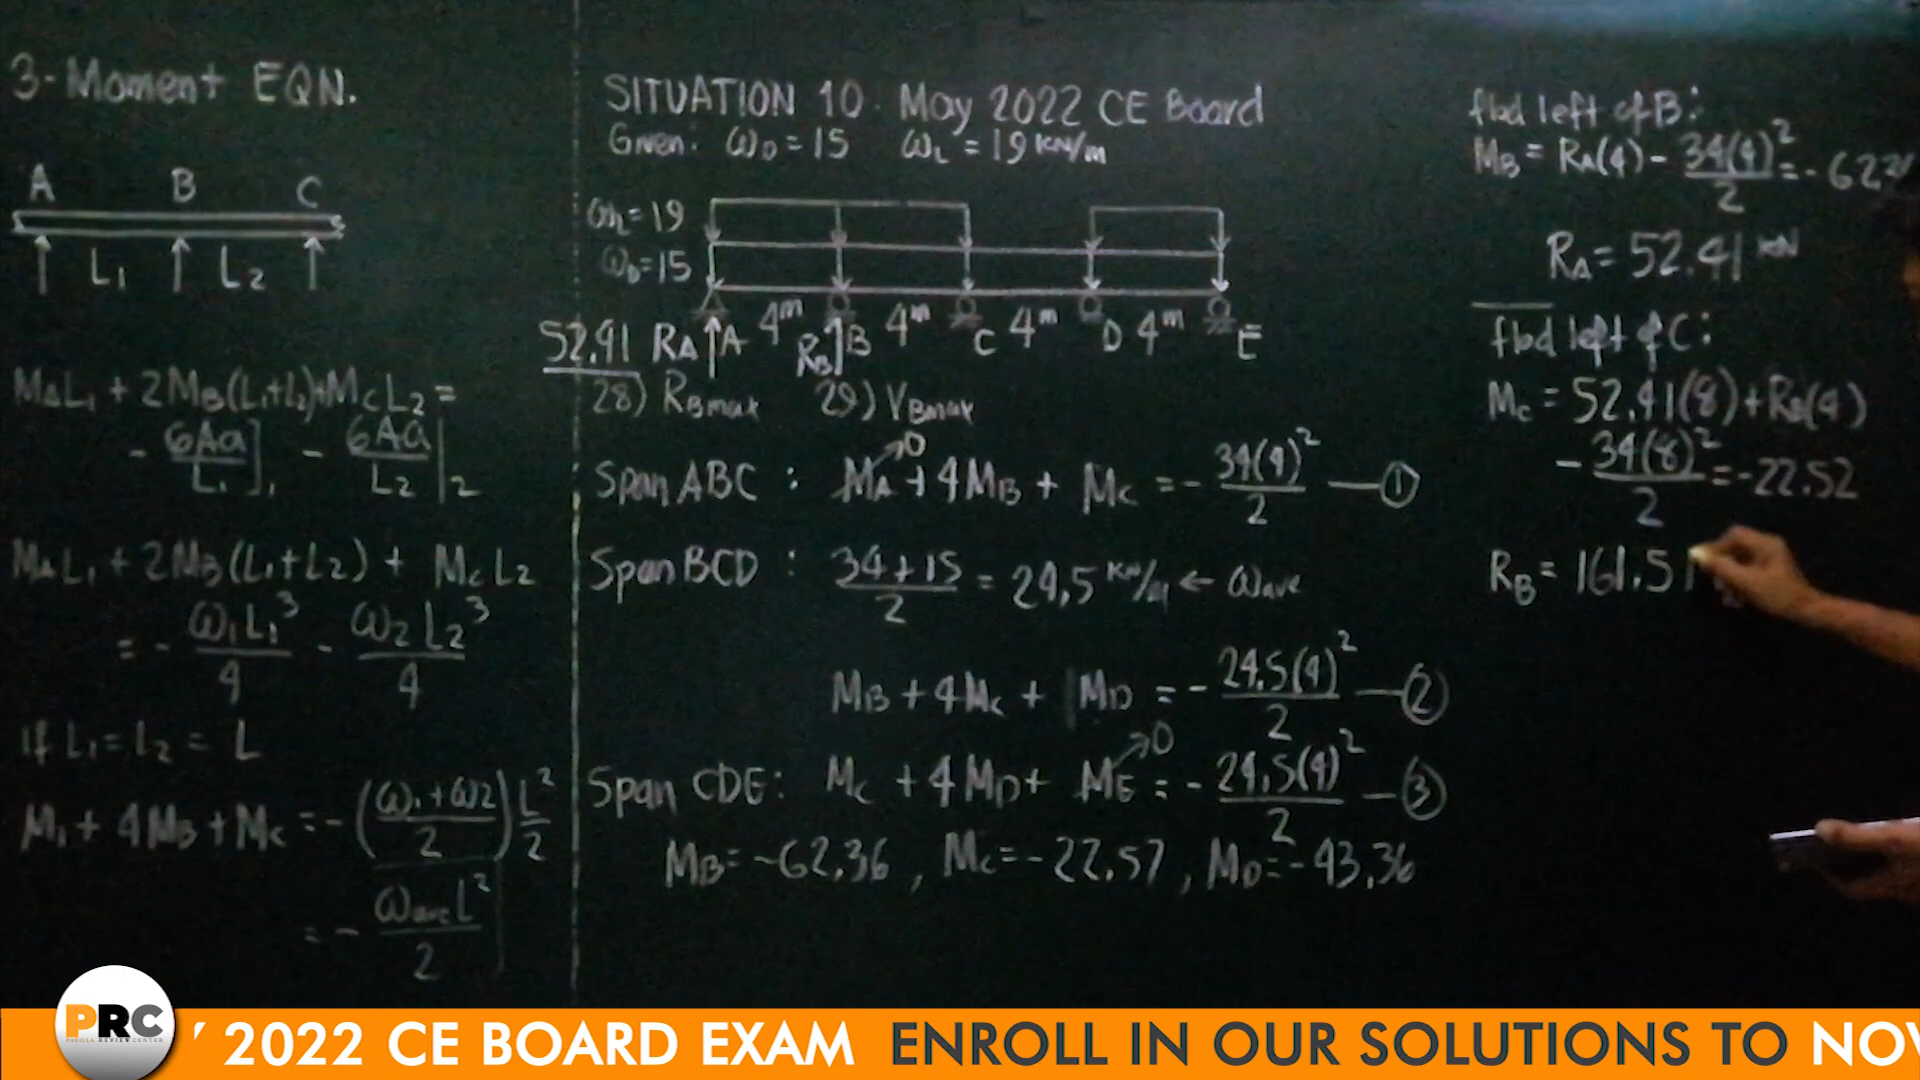 3-Moment EQN.
A B C
L₁ L₂
MAL₁ + 2MB(L₁+L₂)+MCL₂ =
- 6Aa/L₁]₁ - 6Aa/L₂|₂
MAL₁ + 2MB(L₁+L₂) + MCL₂
= - ω₁L₁³/4 - ω₂L₂³/4
If L₁=L₂ = L
M₁ + 4MB + MC = -(ω₁+ω₂/2) L²/2
= - ωaveL²/2
SITUATION 10. May 2022 CE Board
Given: ωD = 15 ωL = 19 KN/m
ωL = 19
ωD = 15
4m 4m 4m 4m
52.41 RA A RB B C D E
28) RBmax 29) VBmax
Span ABC : MA→0 + 4MB + MC = - 34(4)²/2 — ①
Span BCD : 34+15/2 = 24.5 KN/m ← ωave
MB + 4MC + MD = - 24.5(4)²/2 — ②
Span CDE: MC + 4MD + ME→0 = - 24.5(4)²/2 — ③
MB = -62.36 , MC = -22.57 , MD = -43.36
fbd left of B:
MB = RA(4) - 34(4)²/2 = -62
RA = 52.41 KN
fbd left of C:
MC = 52.41(8)+RB(4)
- 34(8)²/2 = -22.52
RB = 161.5
PRC
PADILLA REVIEW CENTER
2022 CE BOARD EXAM ENROLL IN OUR SOLUTIONS TO